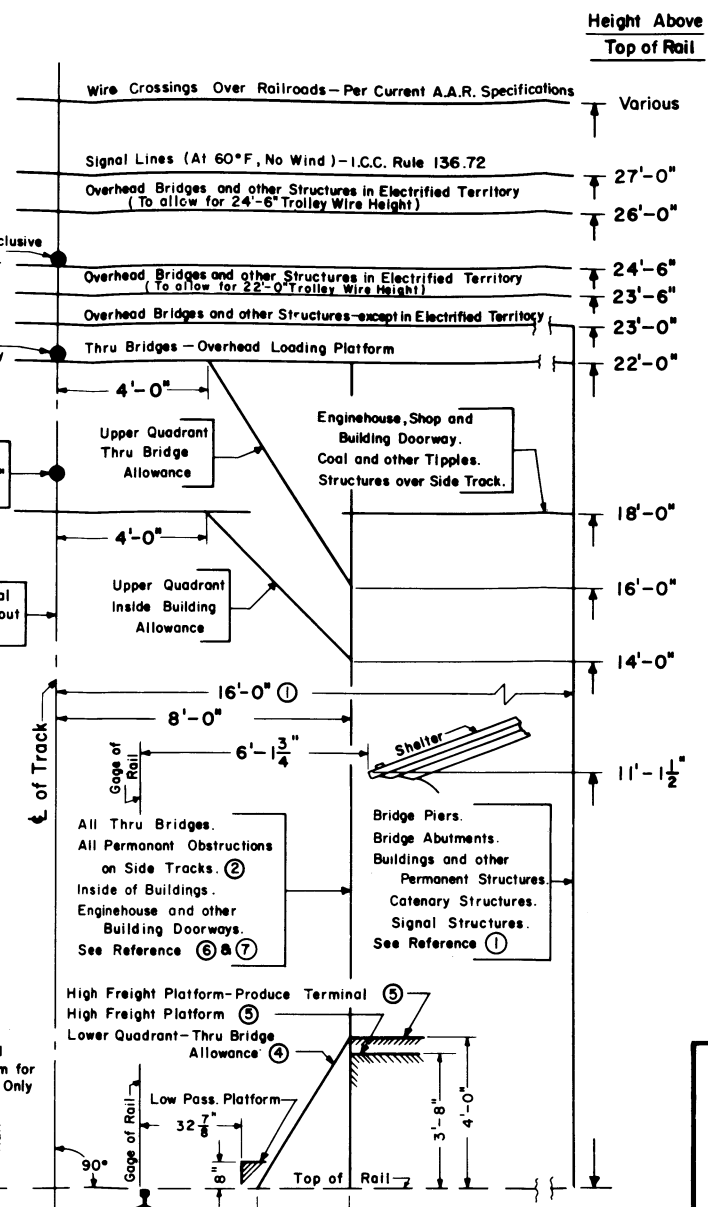 Height Above
Top of Rail
Wire Crossings Over Railroads – Per Current A.A.R. Specifications
Various
Signal Lines (At 60°F, No Wind) – I.C.C. Rule 136.72
27'-0"
Overhead Bridges and other Structures in Electrified Territory
(To allow for 24'-6" Trolley Wire Height)
26'-0"
clusive
24'-6"
Overhead Bridges and other Structures in Electrified Territory
(To allow for 22'-0" Trolley Wire Height)
23'-6"
Overhead Bridges and other Structures-except in Electrified Territory
23'-0"
Thru Bridges – Overhead Loading Platform
22'-0"
4'-0"
Upper Quadrant
Thru Bridge
Allowance
Enginehouse, Shop and
Building Doorway.
Coal and other Tipples.
Structures over Side Track.
18'-0"
4'-0"
Upper Quadrant
Inside Building
Allowance
al
out
16'-0"
14'-0"
16'-0" ①
8'-0"
6'-1 3/4"
Shelter
11'-1 1/2"
℄ of Track
Gage of
Rail
All Thru Bridges.
All Permanant Obstructions
on Side Tracks. ②
Inside of Buildings.
Enginehouse and other
Building Doorways.
See Reference ⑥ & ⑦
Bridge Piers.
Bridge Abutments.
Buildings and other
Permanent Structures.
Catenary Structures.
Signal Structures.
See Reference ①
High Freight Platform-Produce Terminal ⑤
High Freight Platform ⑤
Lower Quadrant-Thru Bridge
Allowance ④
m for
Only
Low Pass. Platform
32 7/8"
Gage of Rail
8"
3'-8"
4'-0"
90°
Top of Rail